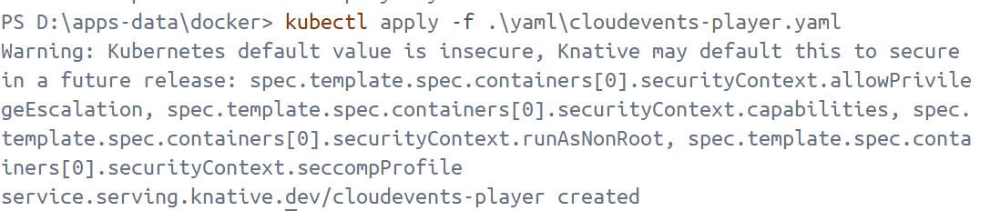 PS D:\apps-data\docker> kubectl apply -f .\yaml\cloudevents-player.yaml
Warning: Kubernetes default value is insecure, Knative may default this to secure
in a future release: spec.template.spec.containers[0].securityContext.allowPrivile
geEscalation, spec.template.spec.containers[0].securityContext.capabilities, spec.
template.spec.containers[0].securityContext.runAsNonRoot, spec.template.spec.conta
iners[0].securityContext.seccompProfile
service.serving.knative.dev/cloudevents-player created